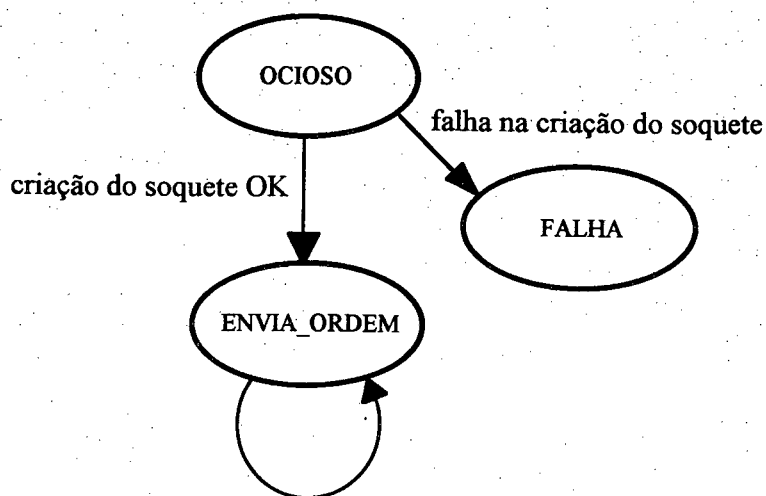 OCIOSO
falha na criação do soquete
criação do soquete OK
FALHA
ENVIA_ORDEM